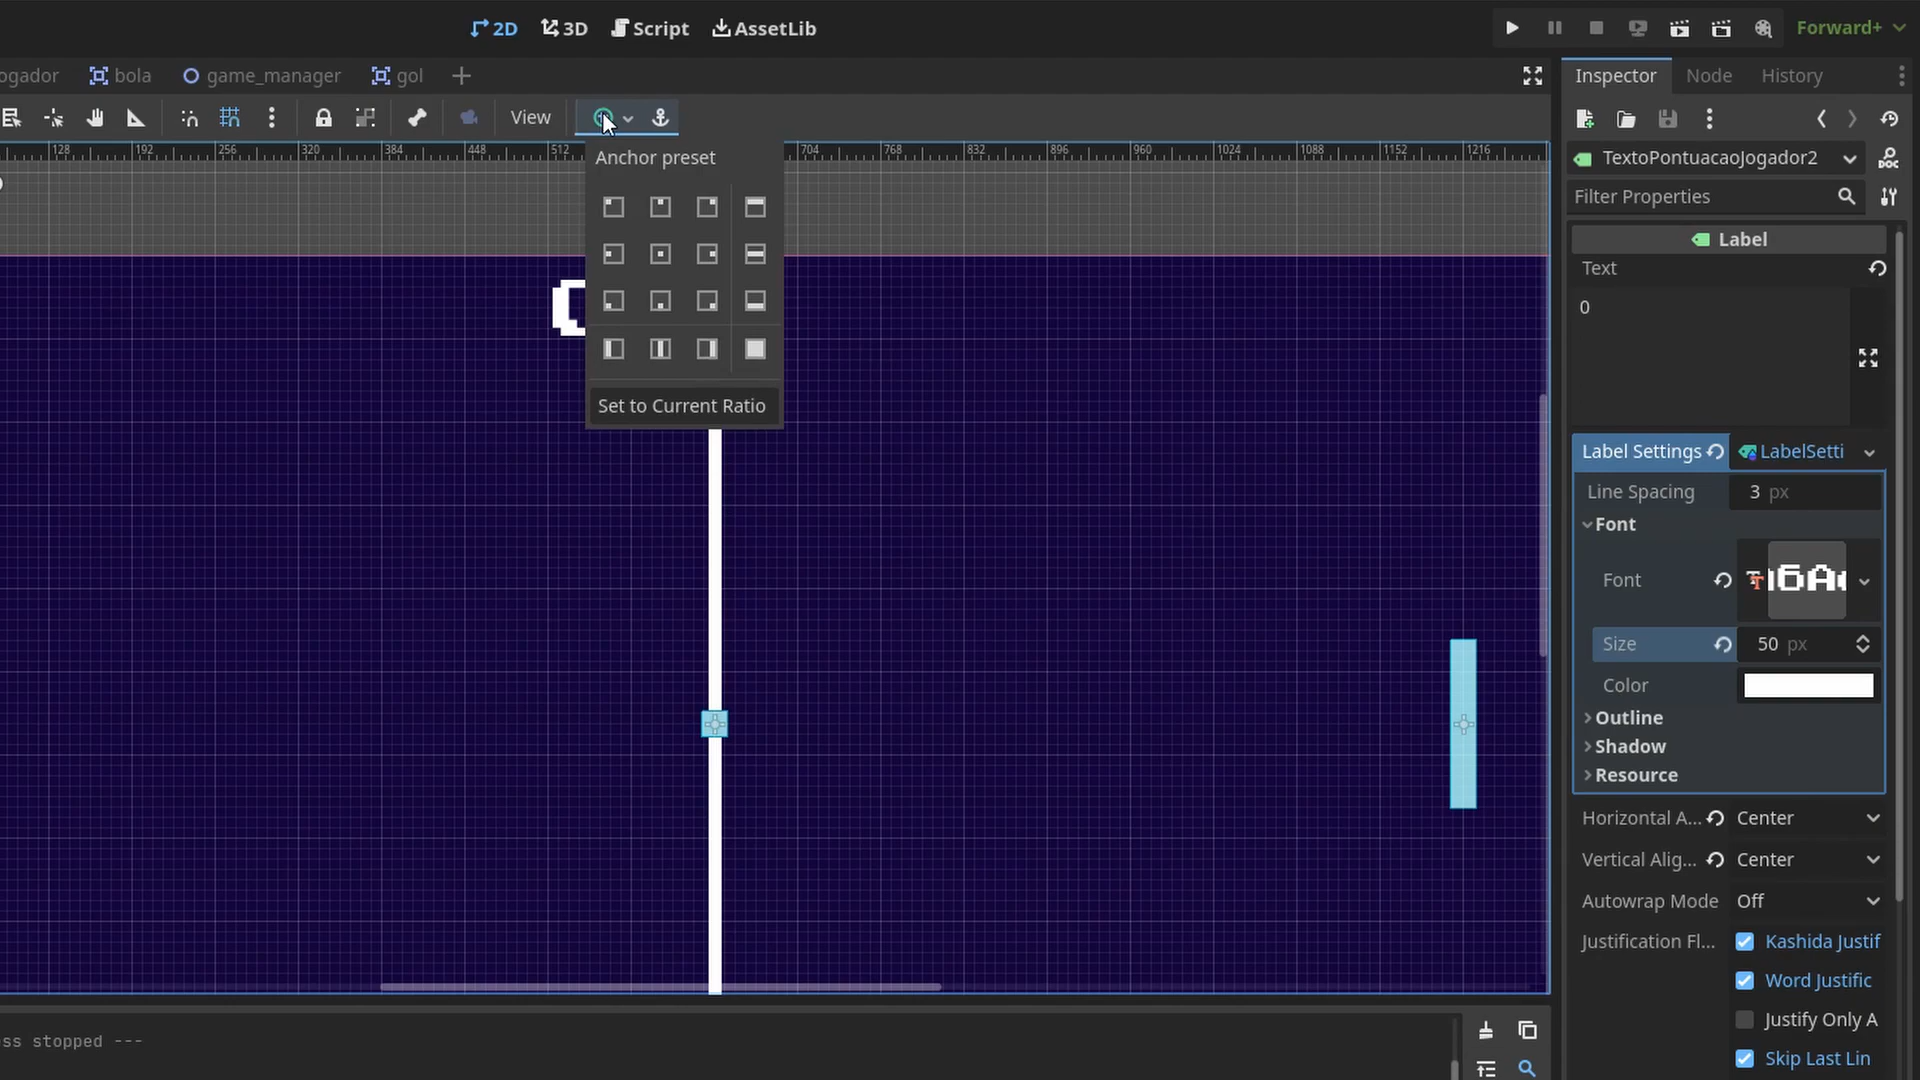 2D 3D Script AssetLib
Forward+
ogador bola game_manager gol
Inspector Node History
View
128 192 256 320 384 448 512 704 768 832 896 960 1024 1088 1152 1216
Anchor preset
Set to Current Ratio
TextoPontuacaoJogador2
Filter Properties
Label
Text
0
Label Settings LabelSetti
Line Spacing 3 px
Font
Font
Size 50 px
Color
Outline
Shadow
Resource
Horizontal A... Center
Vertical Alig... Center
Autowrap Mode Off
Justification Fl... Kashida Justif
Word Justific
Justify Only A
Skip Last Lin
ss stopped ---